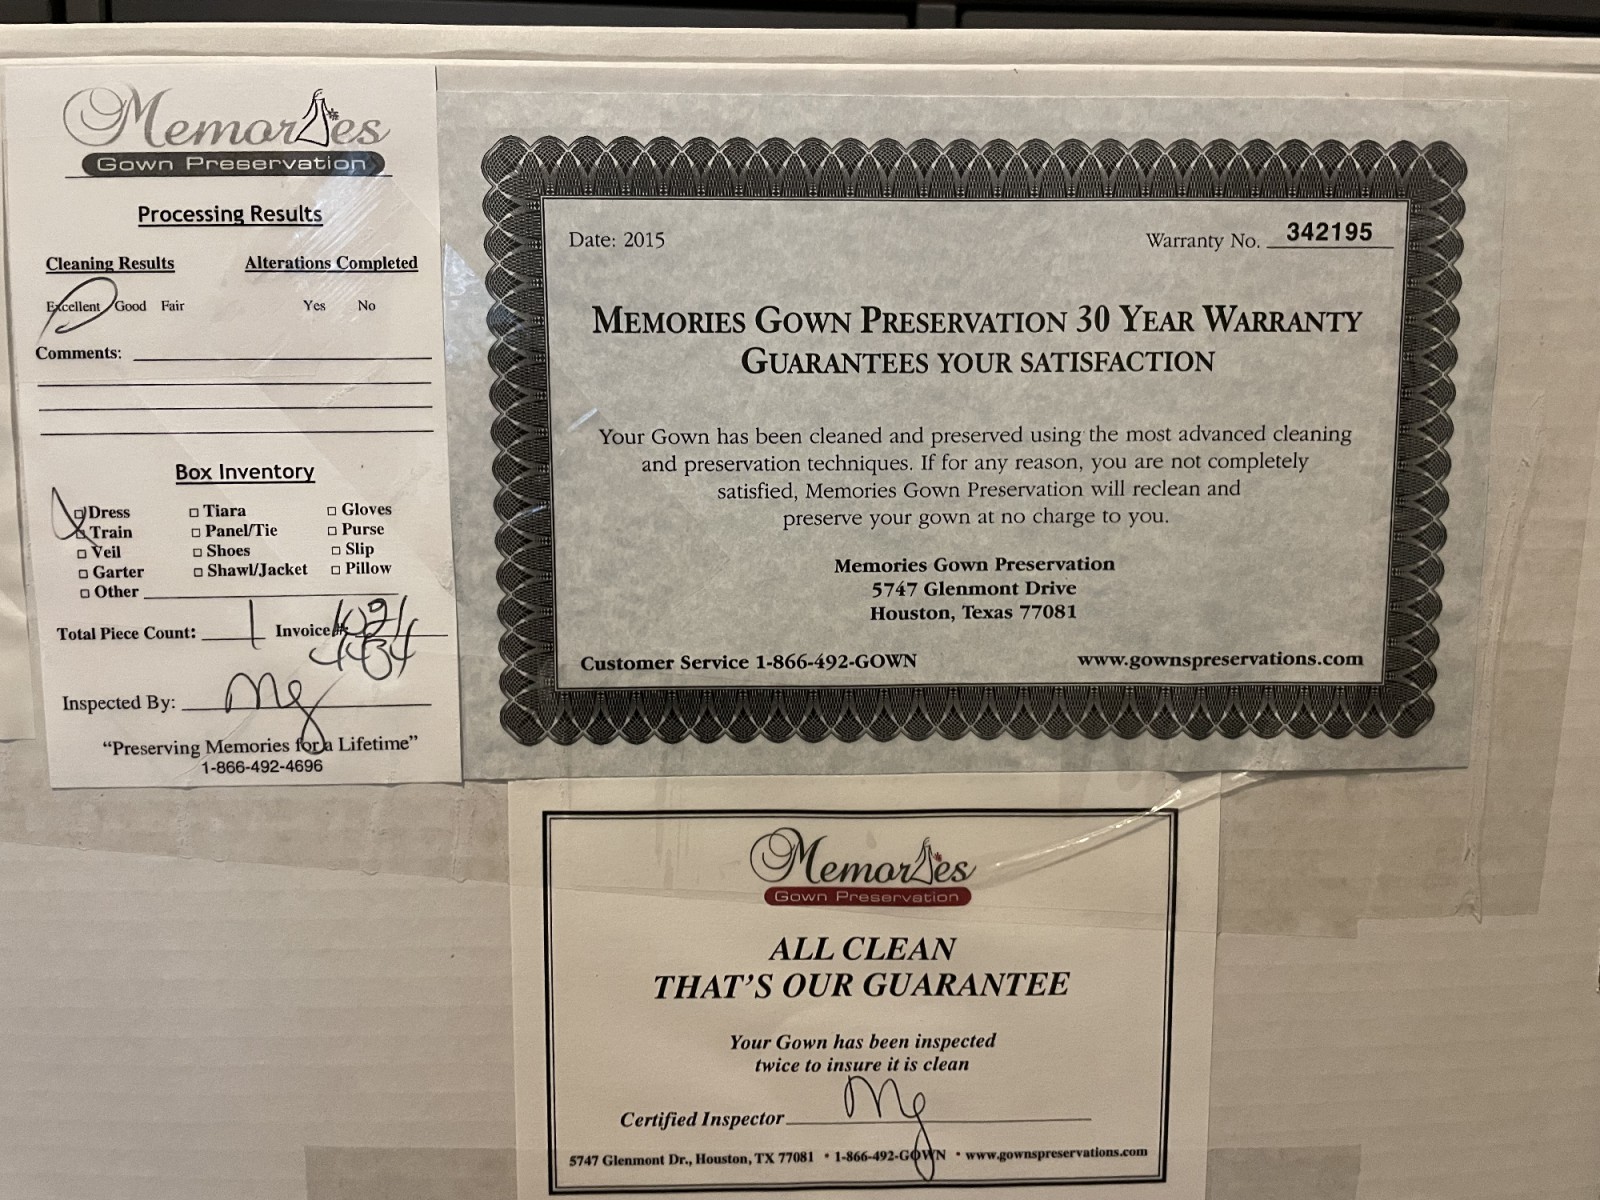 Memories
Gown Preservation
Processing Results
Cleaning Results Alterations Completed
Excellent Good Fair Yes No
Comments:
Box Inventory
Dress Tiara Gloves
Train Panel/Tie Purse
Veil Shoes Slip
Garter Shawl/Jacket Pillow
Other
Total Piece Count: 1 Invoice#
Inspected By:
"Preserving Memories for a Lifetime"
1-866-492-4696
Date: 2015 Warranty No. 342195
MEMORIES GOWN PRESERVATION 30 YEAR WARRANTY
GUARANTEES YOUR SATISFACTION
Your Gown has been cleaned and preserved using the most advanced cleaning
and preservation techniques. If for any reason, you are not completely
satisfied, Memories Gown Preservation will reclean and
preserve your gown at no charge to you.
Memories Gown Preservation
5747 Glenmont Drive
Houston, Texas 77081
Customer Service 1-866-492-GOWN www.gownspreservations.com
Memories
Gown Preservation
ALL CLEAN
THAT'S OUR GUARANTEE
Your Gown has been inspected
twice to insure it is clean
Certified Inspector
5747 Glenmont Dr., Houston, TX 77081 • 1-866-492-GOWN • www.gownspreservations.com